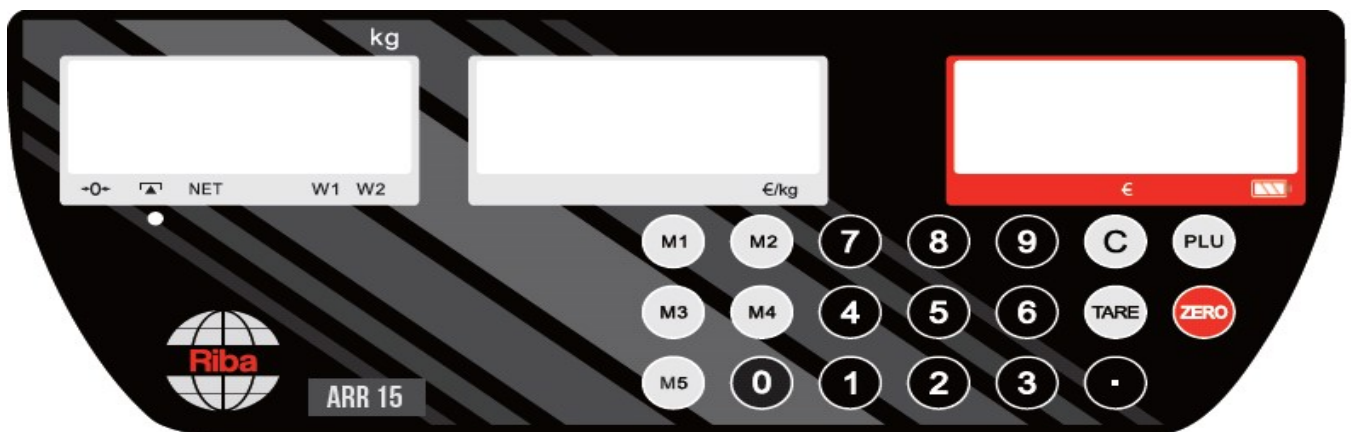 kg
→0← NET W1 W2
€/kg
€
M1 M2 7 8 9 C PLU
M3 M4 4 5 6 TARE ZERO
M5 0 1 2 3 .
Riba
ARR 15